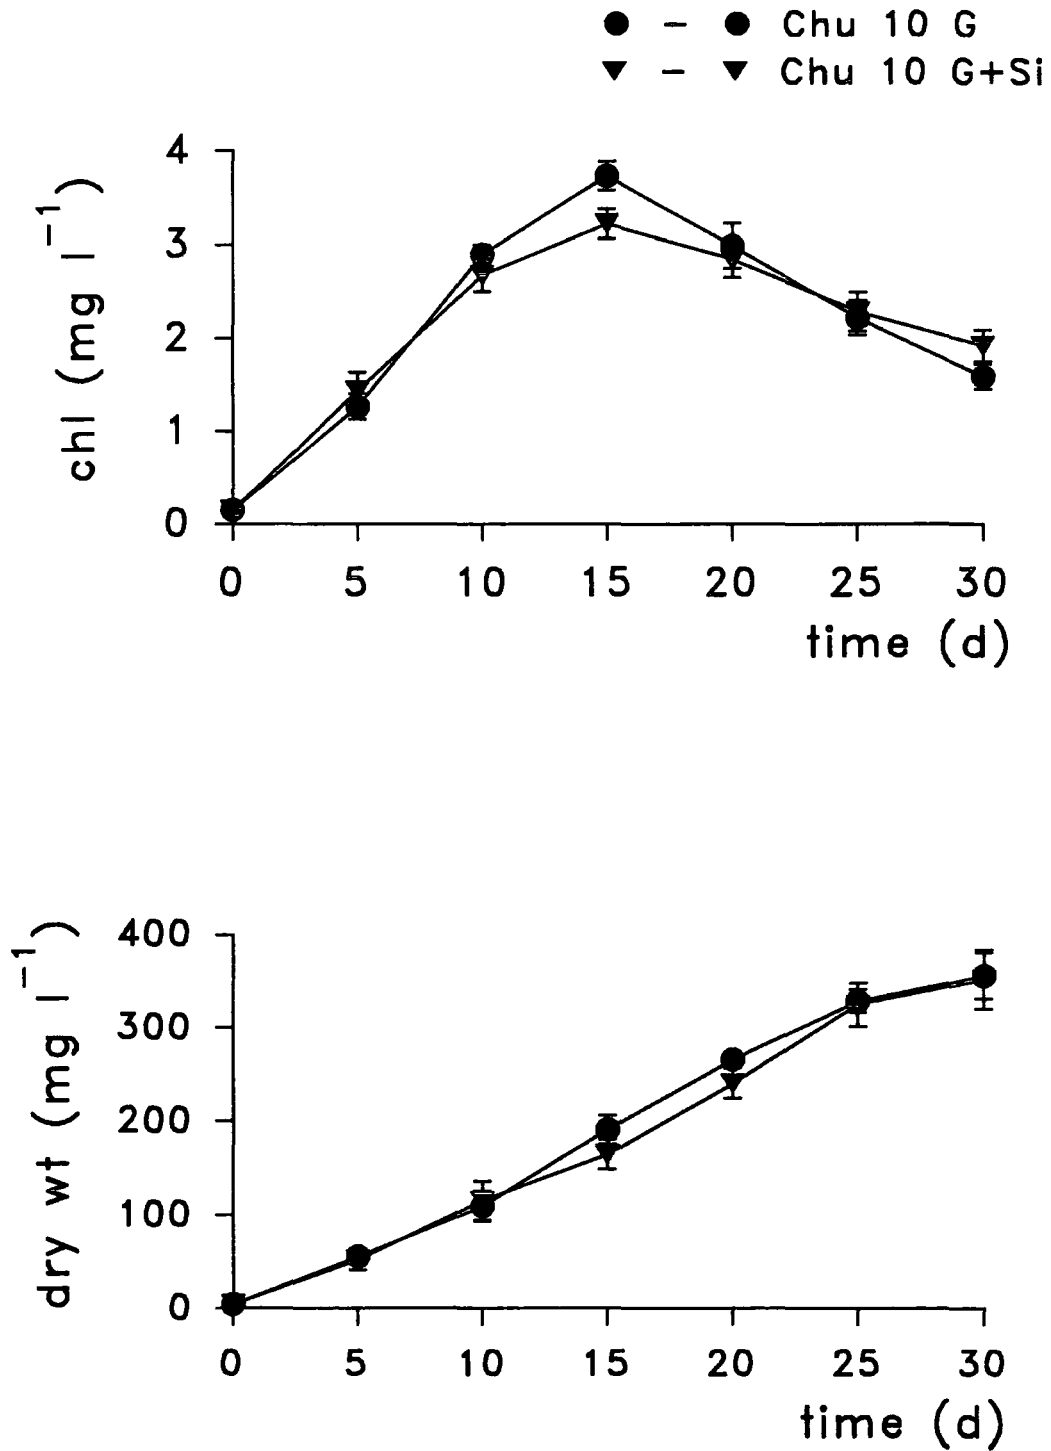 ● – ● Chu 10 G
▼ – ▼ Chu 10 G+Si
chl (mg l⁻¹)
4
3
2
1
0
0 5 10 15 20 25 30
time (d)
dry wt (mg l⁻¹)
400
300
200
100
0
0 5 10 15 20 25 30
time (d)